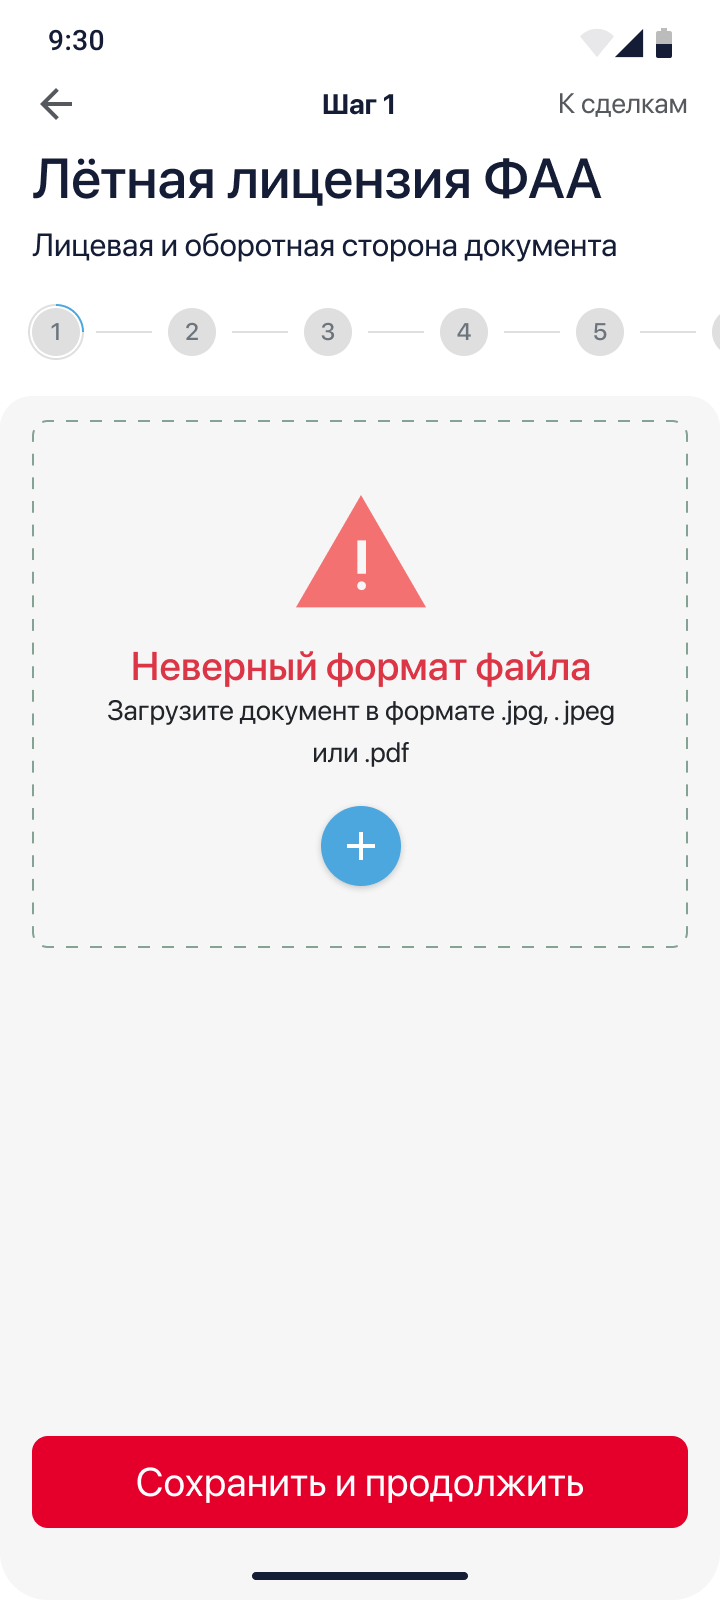 9:30
Шаг 1
К сделкам
Лётная лицензия ФАА
Лицевая и оборотная сторона документа
1 2 3 4 5
Неверный формат файла
Загрузите документ в формате .jpg, . jpeg
или .pdf
Сохранить и продолжить